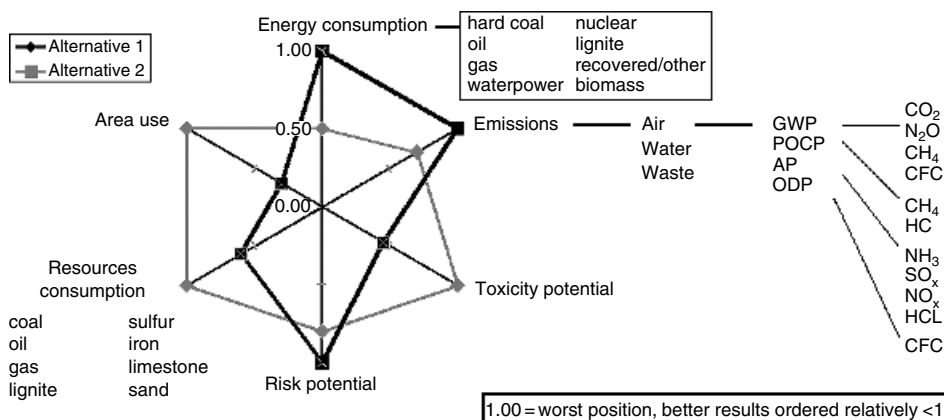 Energy consumption
hard coal nuclear
oil lignite
gas recovered/other
waterpower biomass
Alternative 1
Alternative 2
1.00
0.50
0.00
Area use
Emissions
Air
Water
Waste
GWP
POCP
AP
ODP
CO2
N2O
CH4
CFC
CH4
HC
NH3
SOx
NOx
HCL
CFC
Resources
consumption
coal sulfur
oil iron
gas limestone
lignite sand
Toxicity potential
Risk potential
1.00 = worst position, better results ordered relatively <1